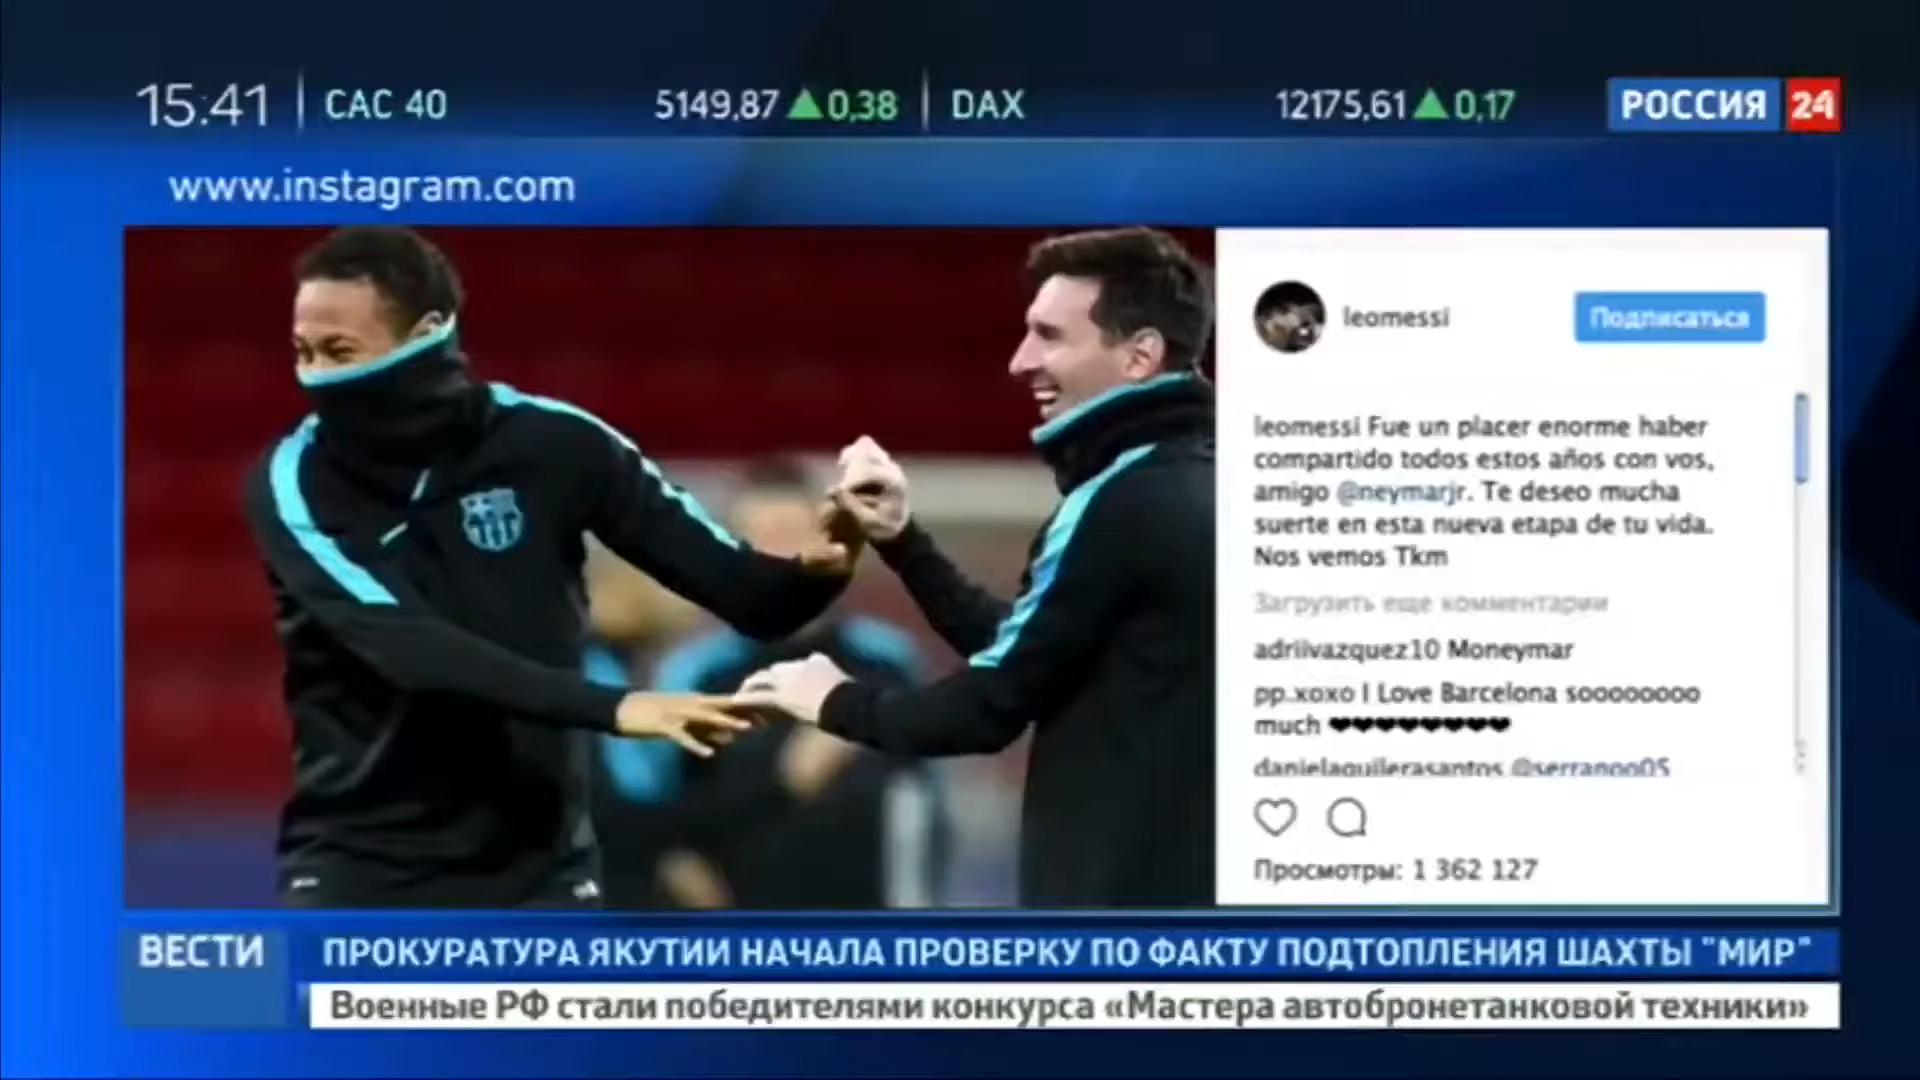 15:41 CAC 40 5149,87 ▲0,38 DAX 12175,61 ▲0,17 РОССИЯ 24
www.instagram.com
leomessi Подписаться
leomessi Fue un placer enorme haber
compartido todos estos años con vos,
amigo @neymarjr. Te deseo mucha
suerte en esta nueva etapa de tu vida.
Nos vemos Tkm
Загрузить еще комментарии
adriivazquez10 Moneymar
pp.xoxo I Love Barcelona soooooooo
much ❤❤❤❤❤❤❤❤
danielaguilerasantos
Просмотры: 1 362 127
ВЕСТИ ПРОКУРАТУРА ЯКУТИИ НАЧАЛА ПРОВЕРКУ ПО ФАКТУ ПОДТОПЛЕНИЯ ШАХТЫ "МИР"
Военные РФ стали победителями конкурса «Мастера автобронетанковой техники»